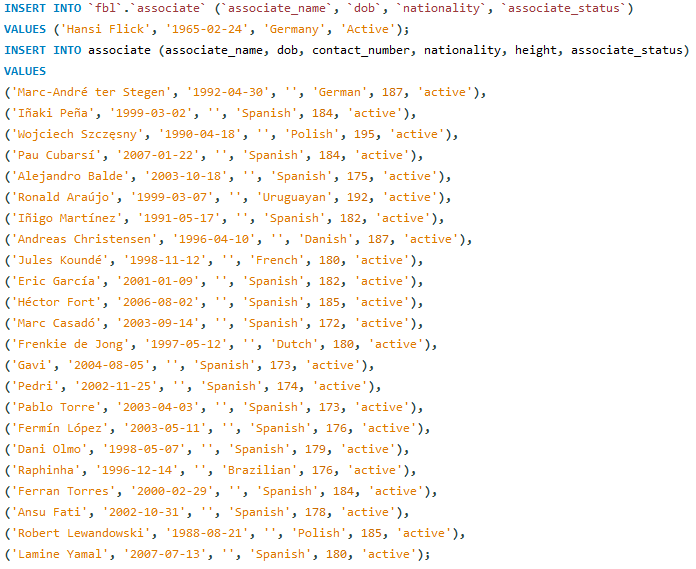 INSERT INTO `fbl`.`associate` (`associate_name`, `dob`, `nationality`, `associate_status`)
VALUES ('Hansi Flick', '1965-02-24', 'Germany', 'Active');
INSERT INTO associate (associate_name, dob, contact_number, nationality, height, associate_status)
VALUES
('Marc-André ter Stegen', '1992-04-30', '', 'German', 187, 'active'),
('Iñaki Peña', '1999-03-02', '', 'Spanish', 184, 'active'),
('Wojciech Szczęsny', '1990-04-18', '', 'Polish', 195, 'active'),
('Pau Cubarsí', '2007-01-22', '', 'Spanish', 184, 'active'),
('Alejandro Balde', '2003-10-18', '', 'Spanish', 175, 'active'),
('Ronald Araújo', '1999-03-07', '', 'Uruguayan', 192, 'active'),
('Iñigo Martínez', '1991-05-17', '', 'Spanish', 182, 'active'),
('Andreas Christensen', '1996-04-10', '', 'Danish', 187, 'active'),
('Jules Koundé', '1998-11-12', '', 'French', 180, 'active'),
('Eric García', '2001-01-09', '', 'Spanish', 182, 'active'),
('Héctor Fort', '2006-08-02', '', 'Spanish', 185, 'active'),
('Marc Casadó', '2003-09-14', '', 'Spanish', 172, 'active'),
('Frenkie de Jong', '1997-05-12', '', 'Dutch', 180, 'active'),
('Gavi', '2004-08-05', '', 'Spanish', 173, 'active'),
('Pedri', '2002-11-25', '', 'Spanish', 174, 'active'),
('Pablo Torre', '2003-04-03', '', 'Spanish', 173, 'active'),
('Fermín López', '2003-05-11', '', 'Spanish', 176, 'active'),
('Dani Olmo', '1998-05-07', '', 'Spanish', 179, 'active'),
('Raphinha', '1996-12-14', '', 'Brazilian', 176, 'active'),
('Ferran Torres', '2000-02-29', '', 'Spanish', 184, 'active'),
('Ansu Fati', '2002-10-31', '', 'Spanish', 178, 'active'),
('Robert Lewandowski', '1988-08-21', '', 'Polish', 185, 'active'),
('Lamine Yamal', '2007-07-13', '', 'Spanish', 180, 'active');